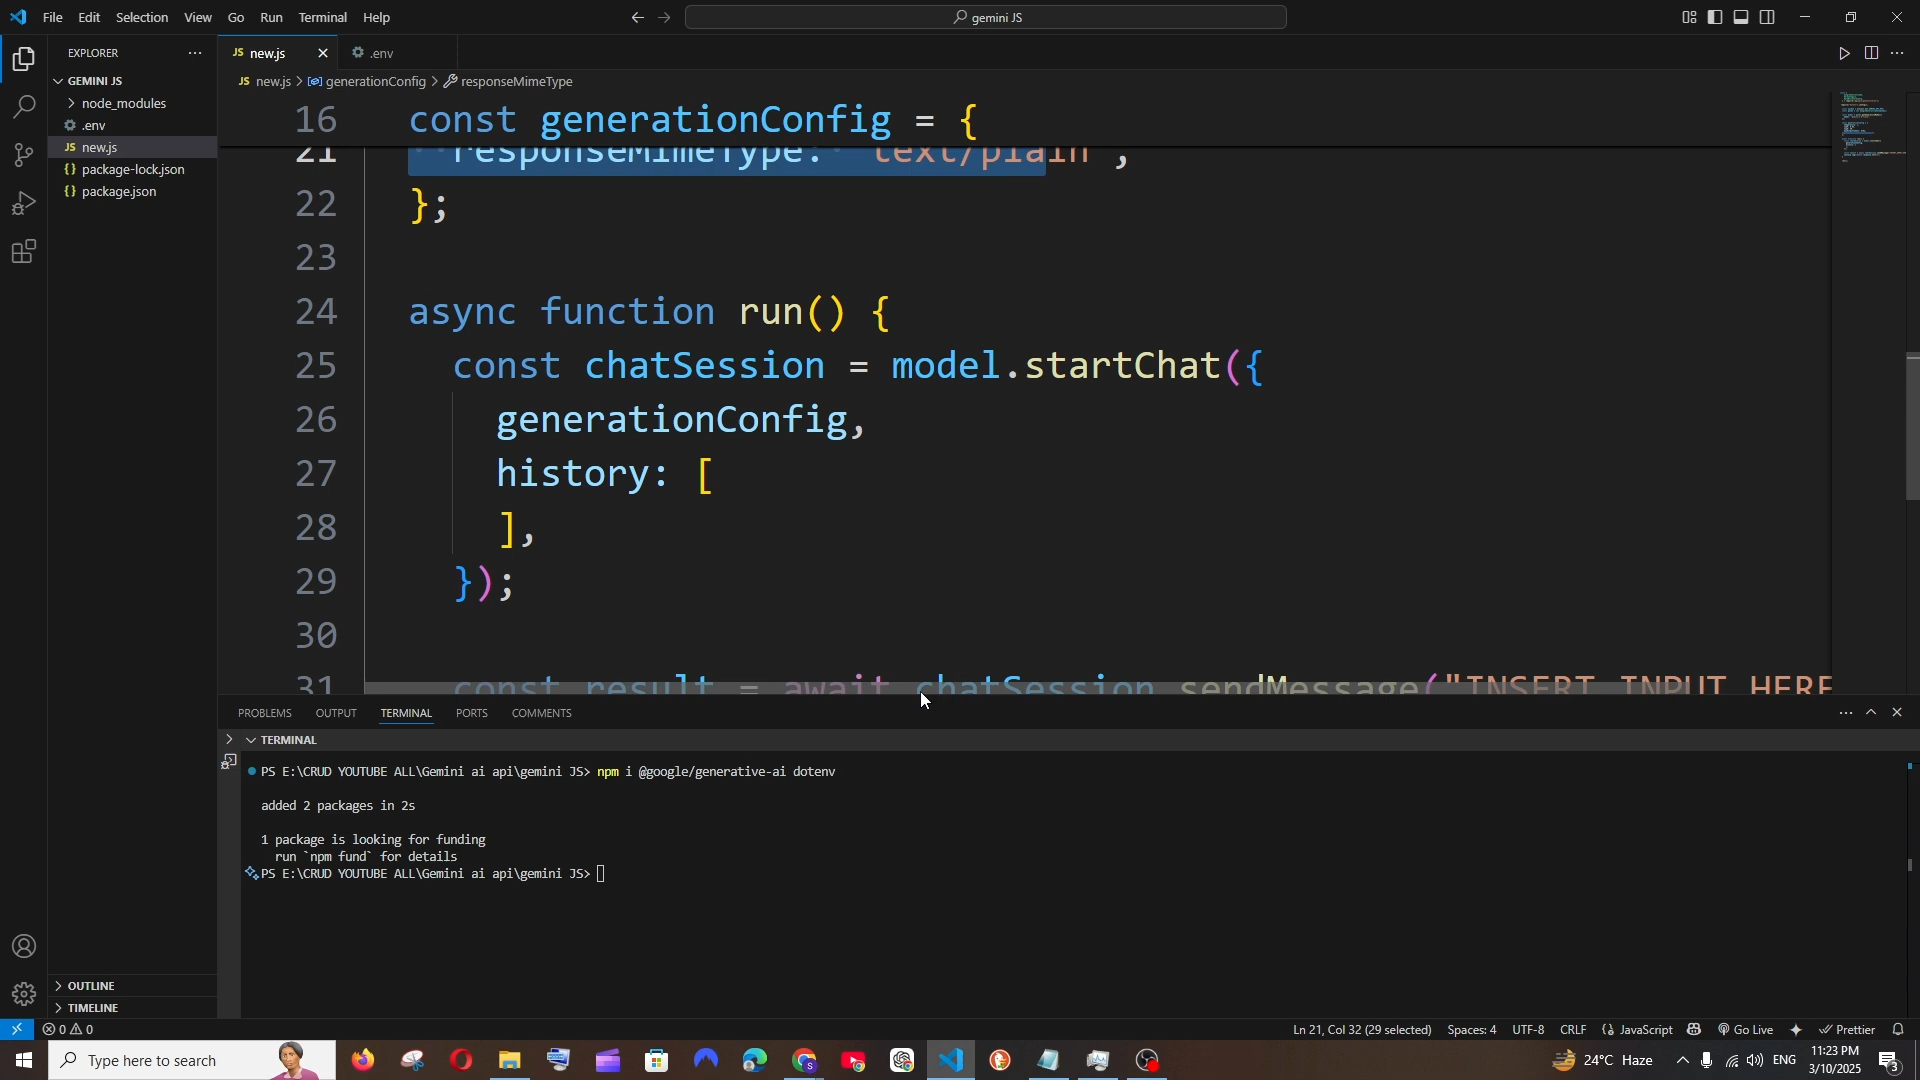 File Edit Selection View Go Run Terminal Help
gemini JS
EXPLORER
GEMINI JS
node_modules
.env
JS new.js
{} package-lock.json
{} package.json
OUTLINE
TIMELINE
JS new.js
.env
JS new.js > generationConfig > responseMimeType
16 const generationConfig = {
21 responseMimeType: "text/plain",
22 };
23
24 async function run() {
25 const chatSession = model.startChat({
26 generationConfig,
27 history: [
28 ],
29 });
30
31 const result = await chatSession.sendMessage("INSERT_INPUT_HERE
PROBLEMS OUTPUT TERMINAL PORTS COMMENTS
TERMINAL
PS E:\CRUD YOUTUBE ALL\Gemini ai api\gemini JS> npm i @google/generative-ai dotenv
added 2 packages in 2s
1 package is looking for funding
run `npm fund` for details
PS E:\CRUD YOUTUBE ALL\Gemini ai api\gemini JS>
0 0
Ln 21, Col 32 (29 selected) Spaces: 4 UTF-8 CRLF {} JavaScript Go Live Prettier
Type here to search
24°C Haze
ENG
11:23 PM
3/10/2025
3